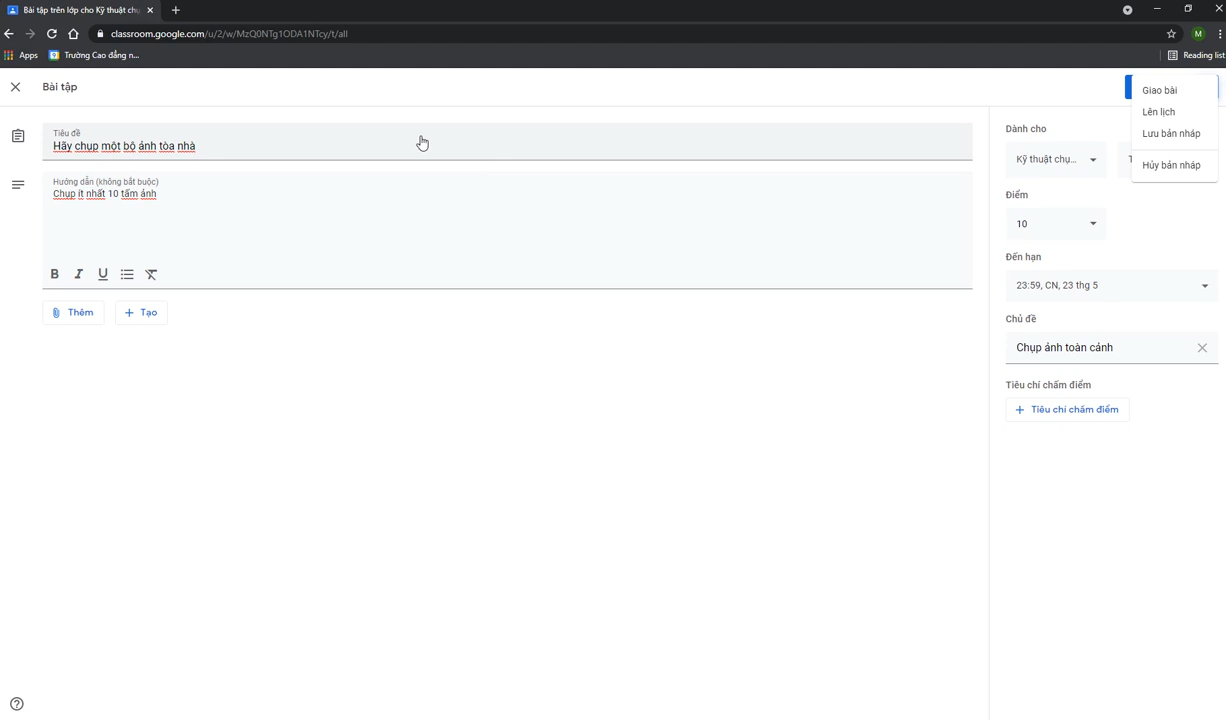 Bài tập trên lớp cho Kỹ thuật chụ
classroom.google.com/u/2/w/MzQ0NTg1ODA1NTcy/t/all
M
Apps
Trường Cao đẳng n...
Reading list
Bài tập
Giao bài
Lên lịch
Lưu bản nháp
Hủy bản nháp
Tiêu đề
Hãy chụp một bộ ảnh tòa nhà
Hướng dẫn (không bắt buộc)
Chụp ít nhất 10 tấm ảnh
B I U
Thêm
Tạo
Dành cho
Kỹ thuật chụ...
Điểm
10
Đến hạn
23:59, CN, 23 thg 5
Chủ đề
Chụp ảnh toàn cảnh
Tiêu chí chấm điểm
Tiêu chí chấm điểm